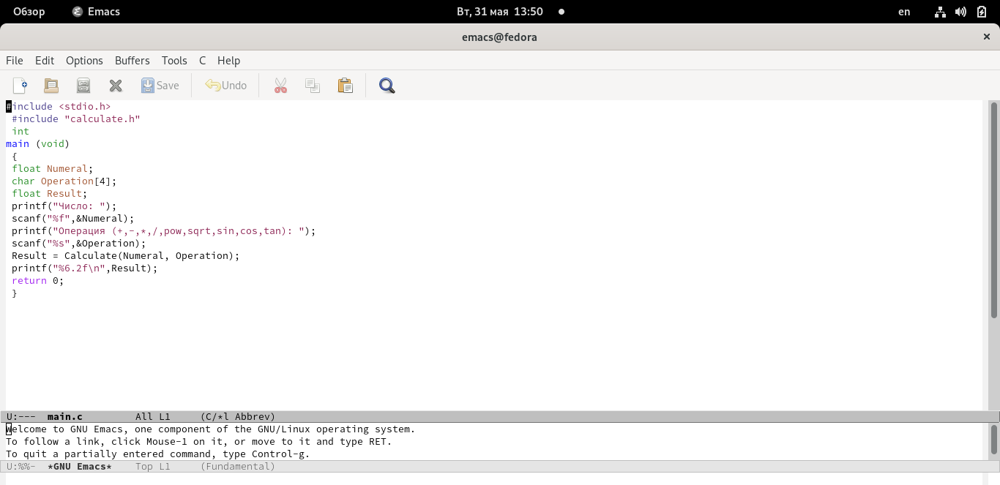 Обзор Emacs Вт, 31 мая 13:50 en
emacs@fedora ×
File Edit Options Buffers Tools C Help
Save Undo
#include <stdio.h>
 #include "calculate.h"
 int
main (void)
 {
 float Numeral;
 char Operation[4];
 float Result;
 printf("Число: ");
 scanf("%f",&Numeral);
 printf("Операция (+,-,*,/,pow,sqrt,sin,cos,tan): ");
 scanf("%s",&Operation);
 Result = Calculate(Numeral, Operation);
 printf("%6.2f\n",Result);
 return 0;
 }
U:--- main.c All L1 (C/*l Abbrev)
Welcome to GNU Emacs, one component of the GNU/Linux operating system.
To follow a link, click Mouse-1 on it, or move to it and type RET.
To quit a partially entered command, type Control-g.
U:%%- *GNU Emacs* Top L1 (Fundamental)